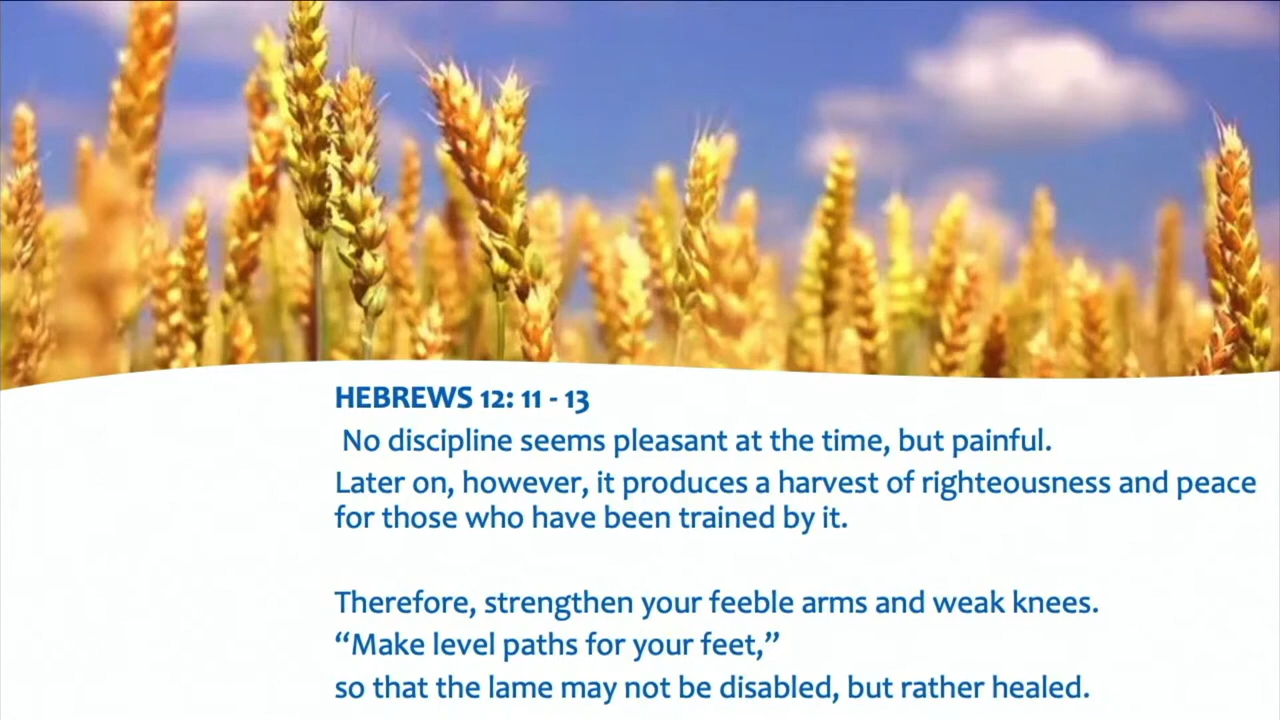 HEBREWS 12: 11 - 13
No discipline seems pleasant at the time, but painful.
Later on, however, it produces a harvest of righteousness and peace
for those who have been trained by it.
Therefore, strengthen your feeble arms and weak knees.
“Make level paths for your feet,”
so that the lame may not be disabled, but rather healed.